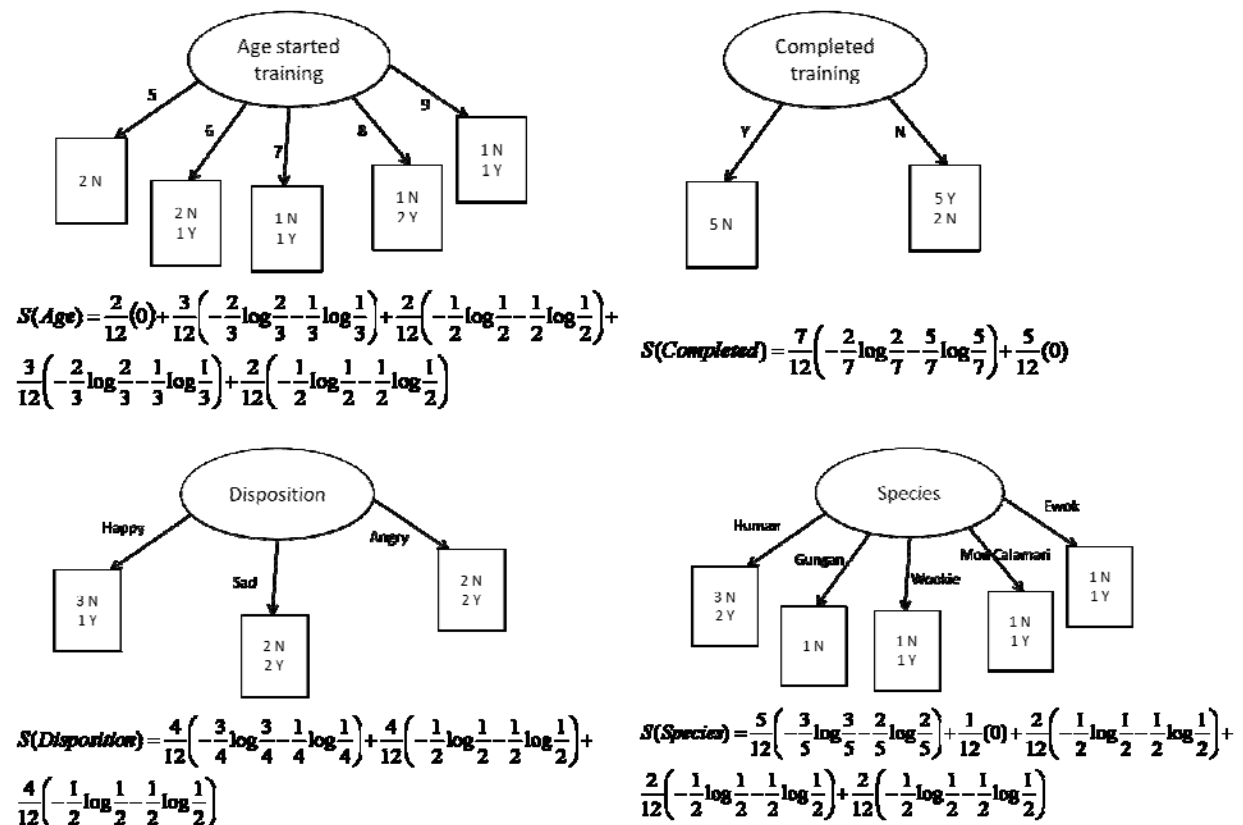 Age started
training
5
6
7
8
9
2 N
2 N
1 Y
1 N
1 Y
1 N
2 Y
1 N
1 Y
S(Age) = 2/12(0) + 3/12(-2/3 log 2/3 - 1/3 log 1/3) + 2/12(-1/2 log 1/2 - 1/2 log 1/2) +
3/12(-2/3 log 2/3 - 1/3 log 1/3) + 2/12(-1/2 log 1/2 - 1/2 log 1/2)
Completed
training
Y
N
5 N
5 Y
2 N
S(Completed) = 7/12(-2/7 log 2/7 - 5/7 log 5/7) + 5/12(0)
Disposition
Happy
Sad
Angry
3 N
1 Y
2 N
2 Y
2 N
2 Y
S(Disposition) = 4/12(-3/4 log 3/4 - 1/4 log 1/4) + 4/12(-1/2 log 1/2 - 1/2 log 1/2) +
4/12(-1/2 log 1/2 - 1/2 log 1/2)
Species
Human
Gungan
Wookie
Mon Calamari
Ewok
3 N
2 Y
1 N
1 N
1 Y
1 N
1 Y
1 N
1 Y
S(Species) = 5/12(-3/5 log 3/5 - 2/5 log 2/5) + 1/12(0) + 2/12(-1/2 log 1/2 - 1/2 log 1/2) +
2/12(-1/2 log 1/2 - 1/2 log 1/2) + 2/12(-1/2 log 1/2 - 1/2 log 1/2)